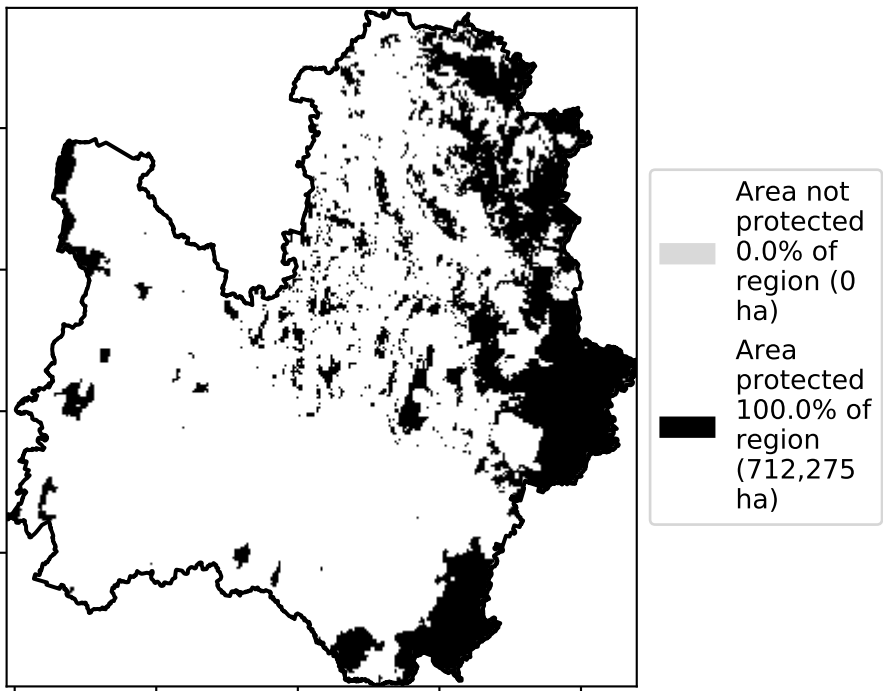 Area not
protected
0.0% of
region (0
ha)
Area
protected
100.0% of
region
(712,275
ha)